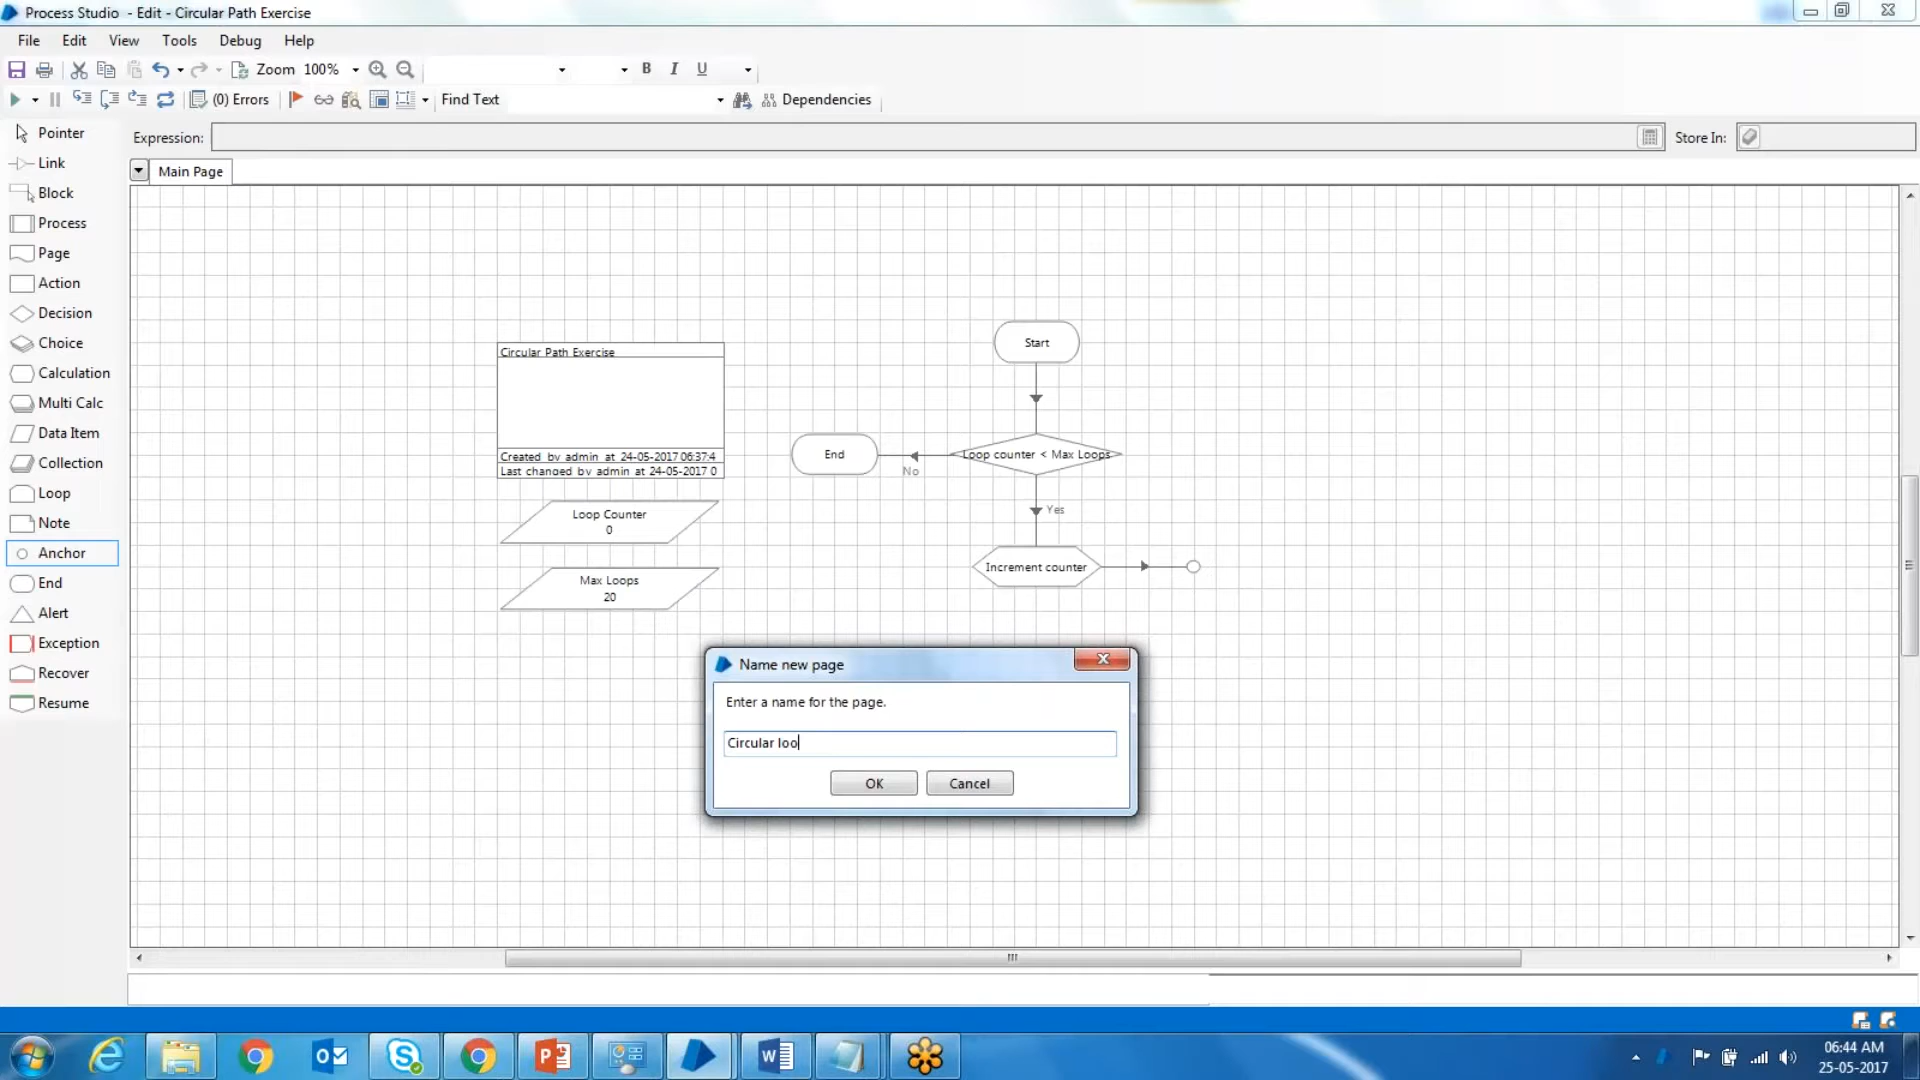 Process Studio - Edit - Circular Path Exercise
File Edit View Tools Debug Help
Zoom 100% B I U
(0) Errors Find Text Dependencies
Pointer
Link
Block
Process
Page
Action
Decision
Choice
Calculation
Multi Calc
Data Item
Collection
Loop
Note
Anchor
End
Alert
Exception
Recover
Resume
Expression: Store In:
Main Page
Start
Circular Path Exercise
Created by admin at 24-05-2017 06:37:4
Last changed by admin at 24-05-2017 0
End
No
Loop counter < Max Loops
Yes
Loop Counter
0
Increment counter
Max Loops
20
Name new page
Enter a name for the page.
Circular loo
OK Cancel
06:44 AM
25-05-2017